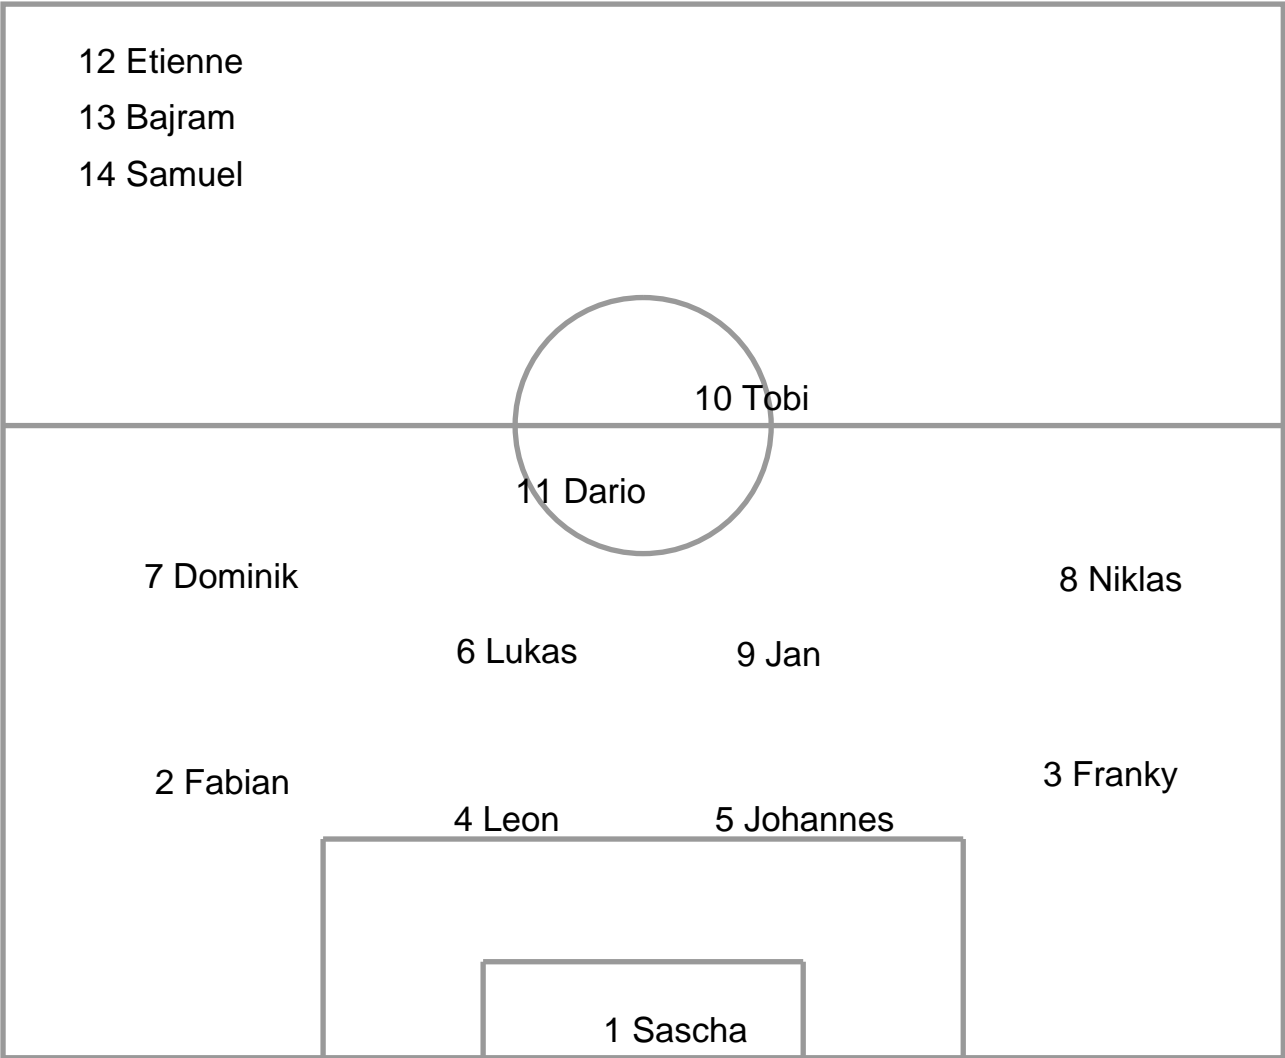 12 Etienne
13 Bajram
14 Samuel
10 Tobi
11 Dario
7 Dominik
8 Niklas
6 Lukas
9 Jan
2 Fabian
3 Franky
4 Leon
5 Johannes
1 Sascha